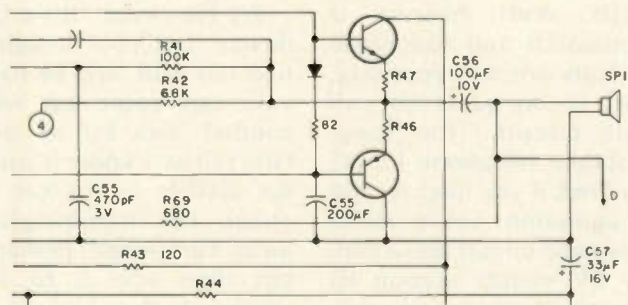 R41
100K
R42
6.8K
4
C55
470pF
3V
R69
680
R43 120
R44
82
C55
200µF
R47
R46
C56
100µF
10V
+
SPI
D
C57
33µF
16V
+